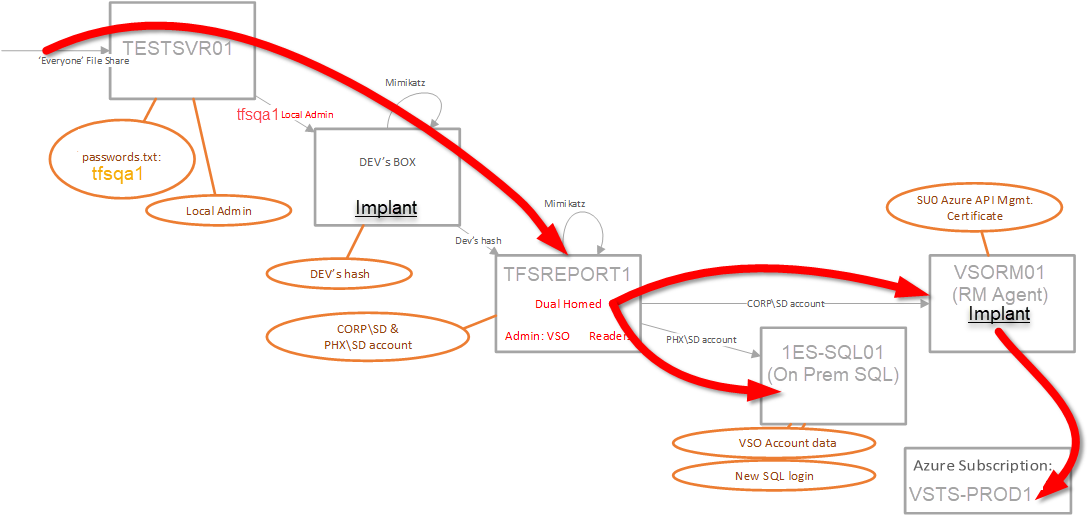 TESTSVR01
'Everyone' File Share
Mimikatz
tfsqa1 Local Admin
passwords.txt:
tfsqa1
Local Admin
DEV's BOX
Implant
DEV's hash
Dev's hash
Mimikatz
TFSREPORT1
Dual Homed
Admin: VSO Readers
CORP\SD &
PHX\SD account
CORP\SD account
PHX\SD account
SU0 Azure API Mgmt.
Certificate
VSORM01
(RM Agent)
Implant
1ES-SQL01
(On Prem SQL)
VSO Account data
New SQL login
Azure Subscription:
VSTS-PROD1